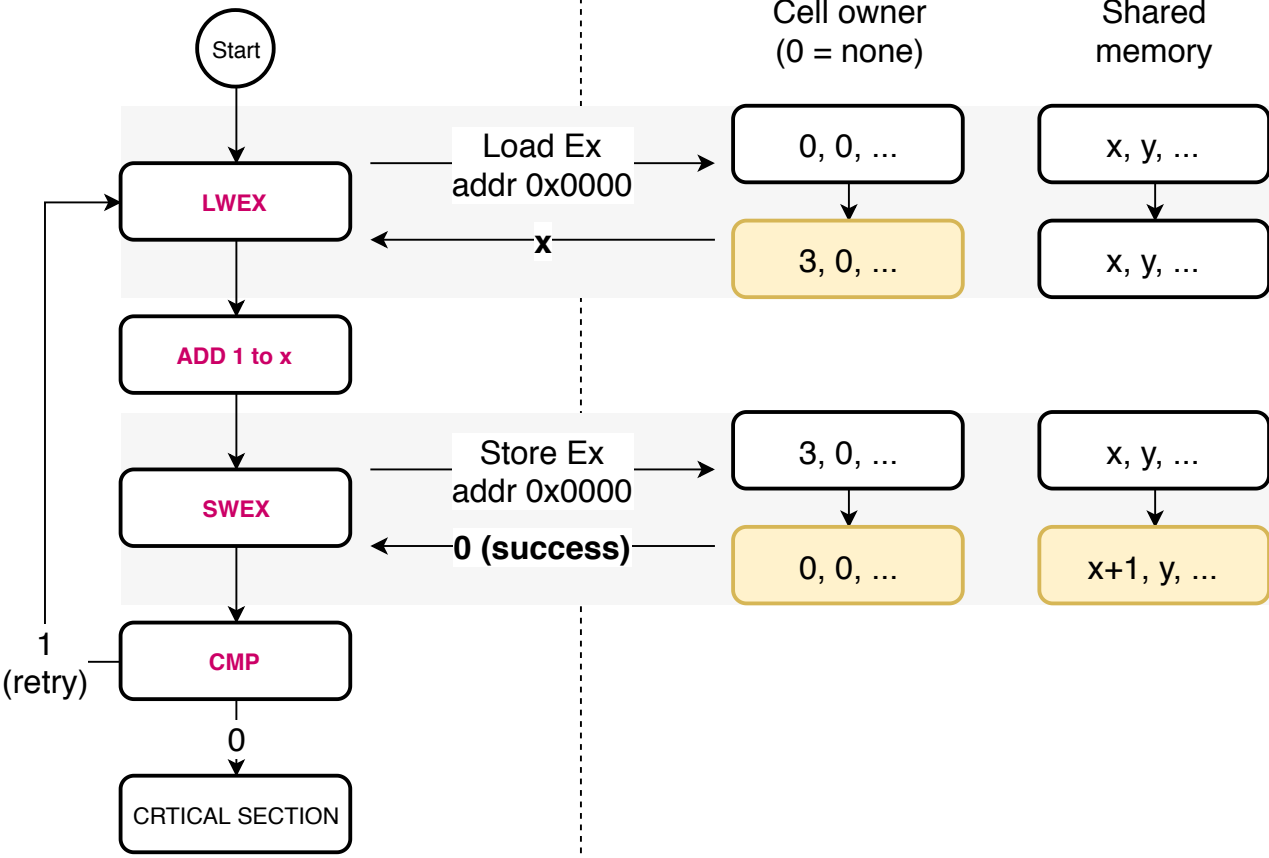 Cell owner
(0 = none)
Shared
memory
Start
LWEX
Load Ex
addr 0x0000
0, 0, ...
x, y, ...
x
3, 0, ...
x, y, ...
ADD 1 to x
SWEX
Store Ex
addr 0x0000
3, 0, ...
x, y, ...
0 (success)
0, 0, ...
x+1, y, ...
CMP
1
(retry)
0
CRTICAL SECTION